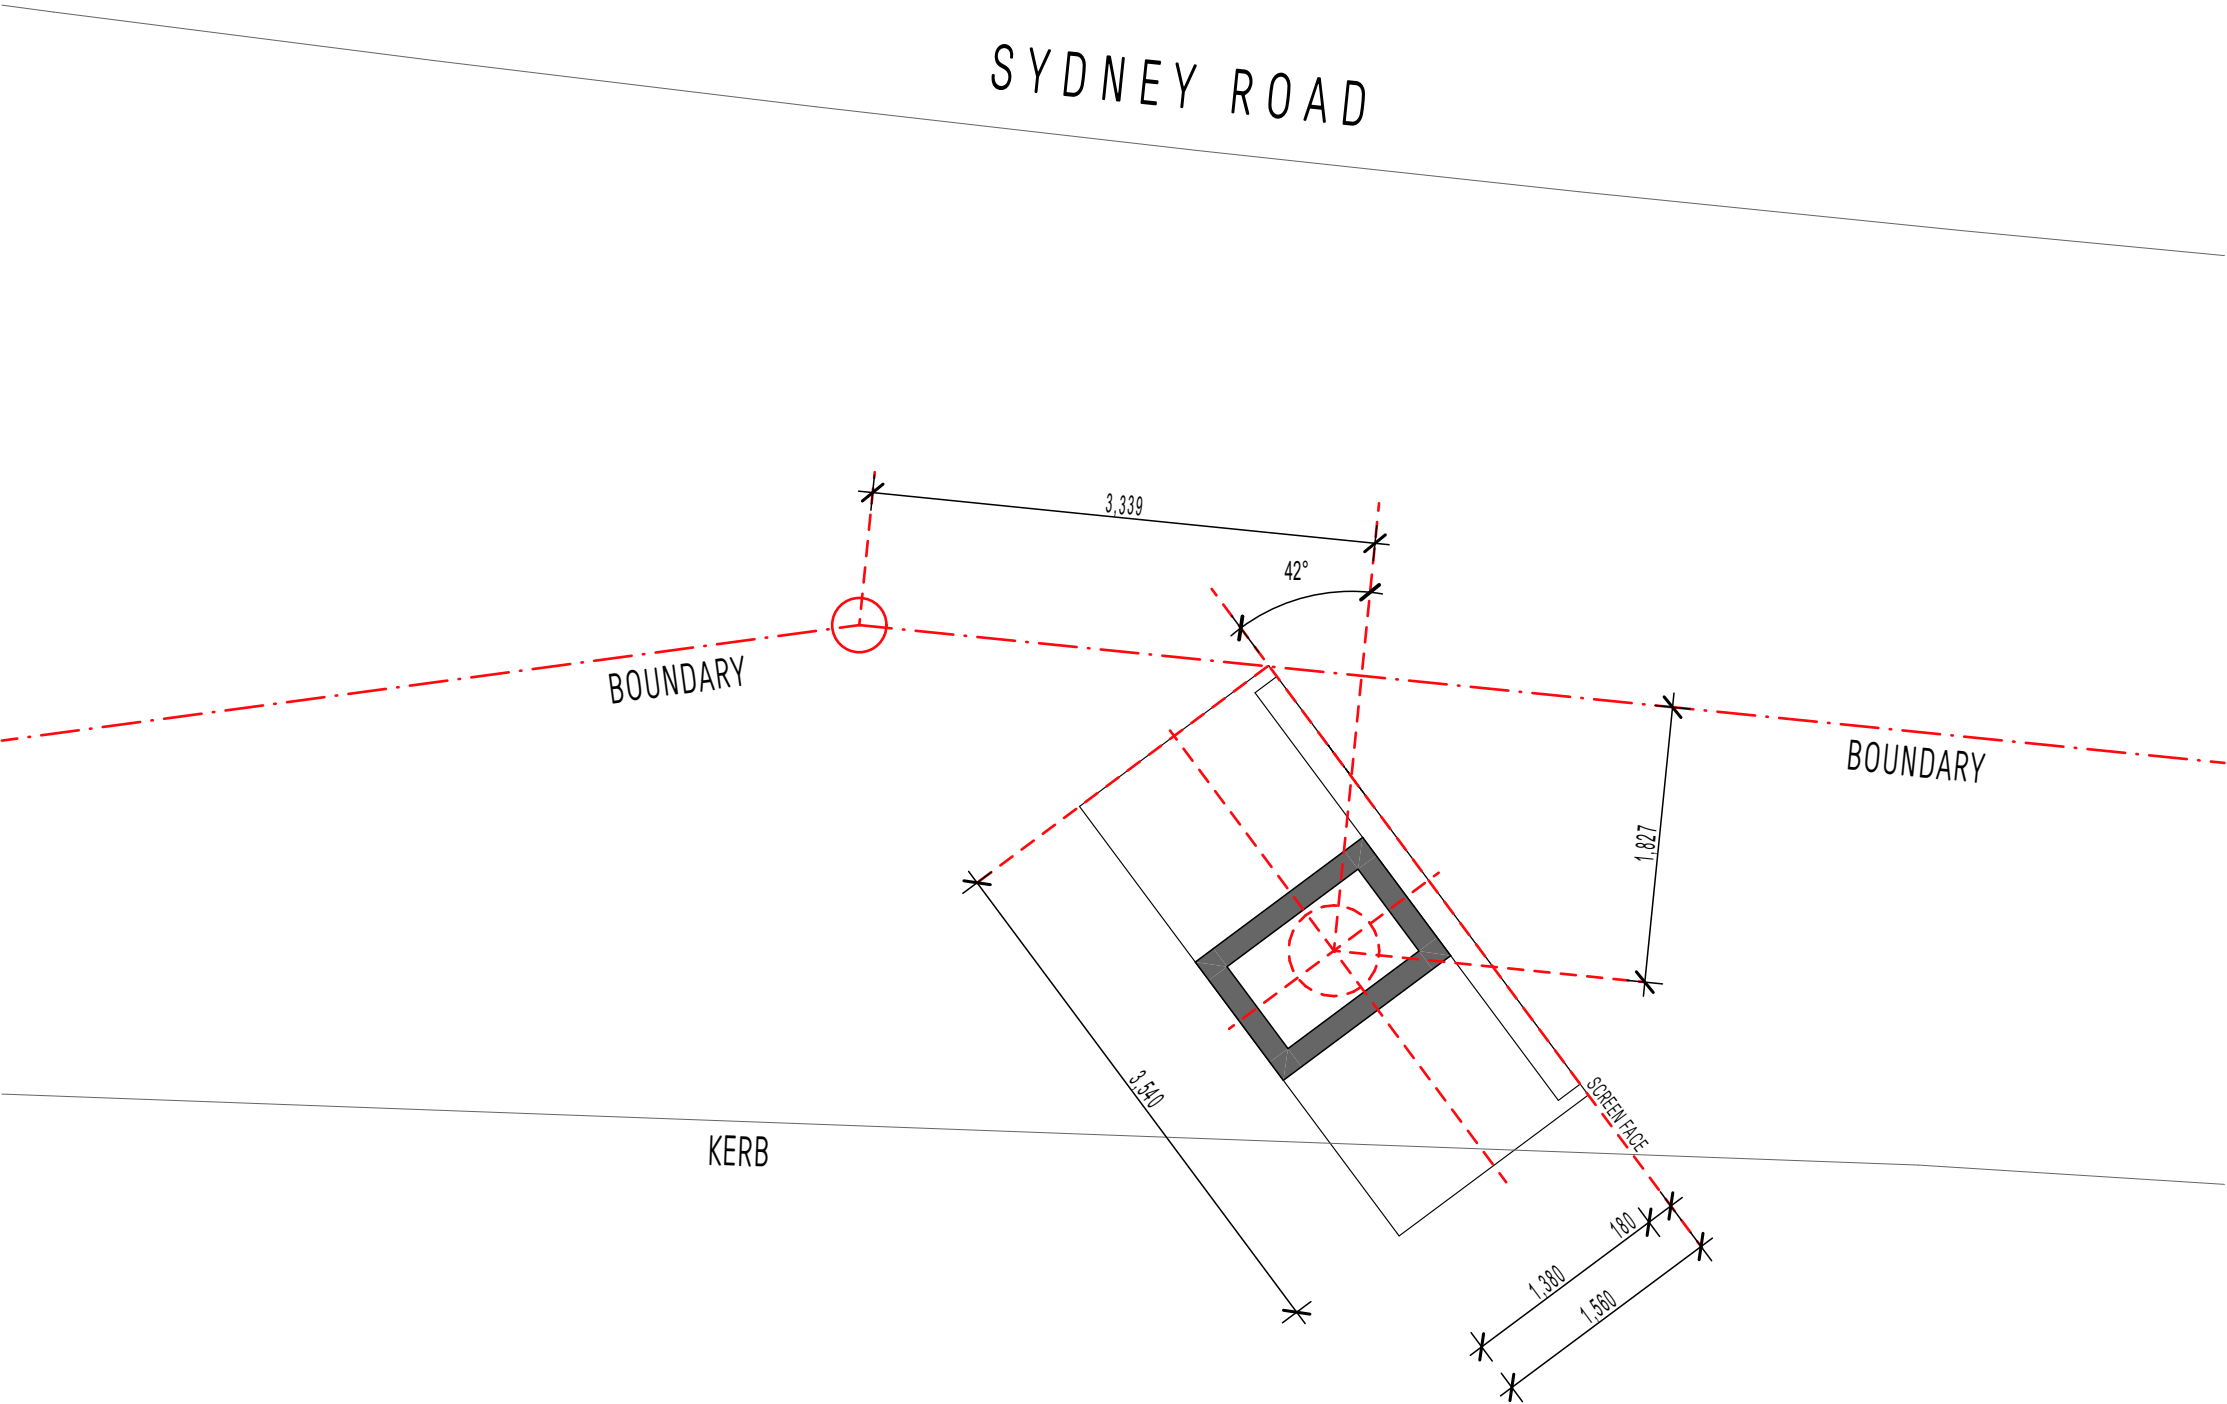 SYDNEY ROAD
3,339
42°
BOUNDARY
BOUNDARY
1,827
3,540
SCREEN FACE
KERB
180
1,380
1,560